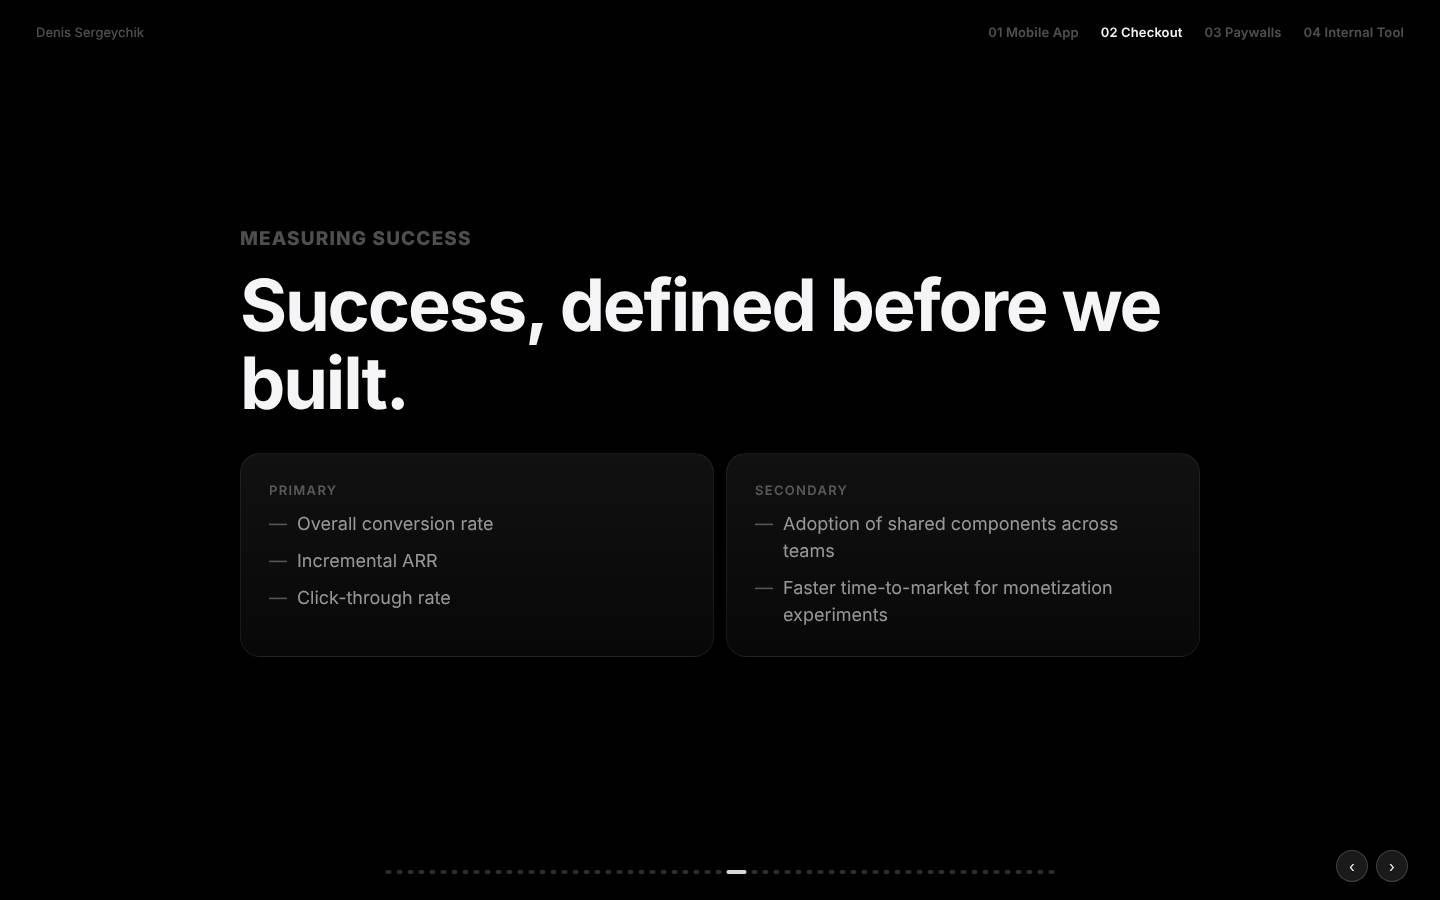 Denis Sergeychik
01 Mobile App
02 Checkout
03 Paywalls
04 Internal Tool
MEASURING SUCCESS
Success, defined before we
built.
PRIMARY
— Overall conversion rate
— Incremental ARR
— Click-through rate
SECONDARY
— Adoption of shared components across
teams
— Faster time-to-market for monetization
experiments
‹ ›